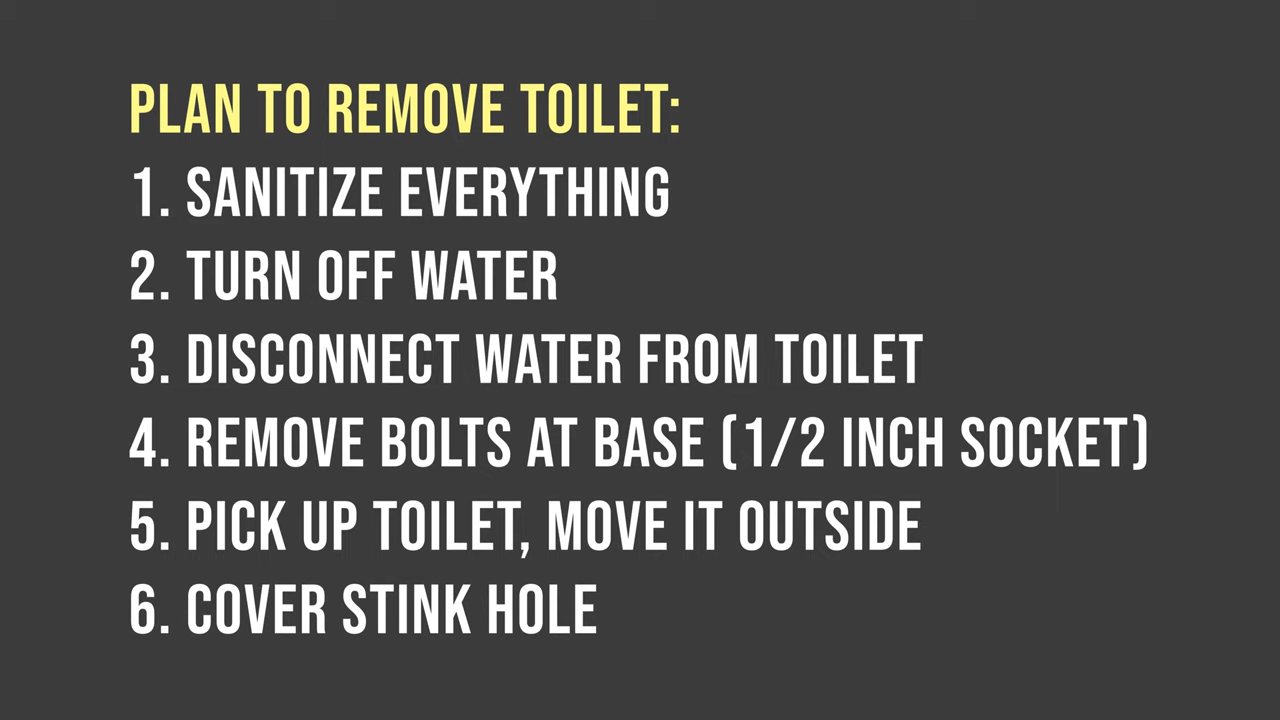 PLAN TO REMOVE TOILET:
1. SANITIZE EVERYTHING
2. TURN OFF WATER
3. DISCONNECT WATER FROM TOILET
4. REMOVE BOLTS AT BASE (1/2 INCH SOCKET)
5. PICK UP TOILET, MOVE IT OUTSIDE
6. COVER STINK HOLE